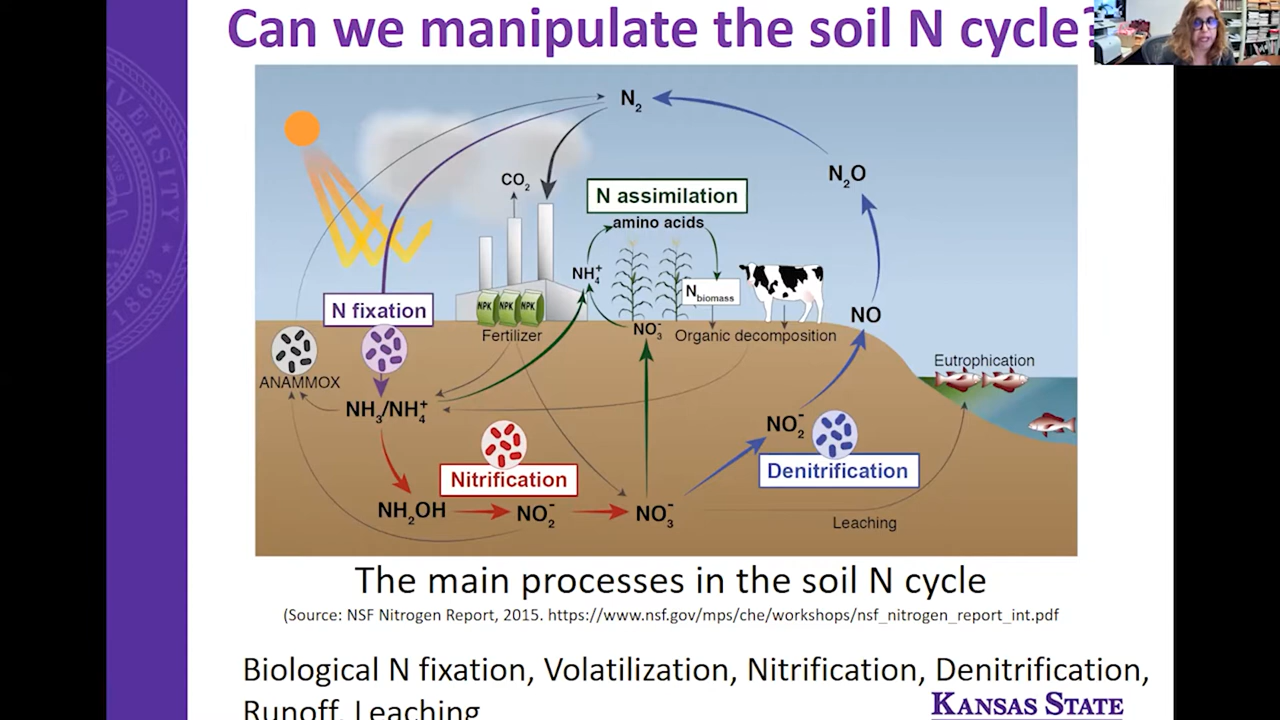 Can we manipulate the soil N cycle?
N₂
N₂O
CO₂
N assimilation
amino acids
NH₄⁺
N biomass
N fixation
NPK NPK NPK
NO
Fertilizer
NO₃⁻
Organic decomposition
Eutrophication
ANAMMOX
NH₃/NH₄⁺
NO₂⁻
Nitrification
Denitrification
NH₂OH
NO₂⁻
NO₃⁻
Leaching
The main processes in the soil N cycle
(Source: NSF Nitrogen Report, 2015. https://www.nsf.gov/mps/che/workshops/nsf_nitrogen_report_int.pdf
Biological N fixation, Volatilization, Nitrification, Denitrification,
Runoff, Leaching
KANSAS STATE
1863